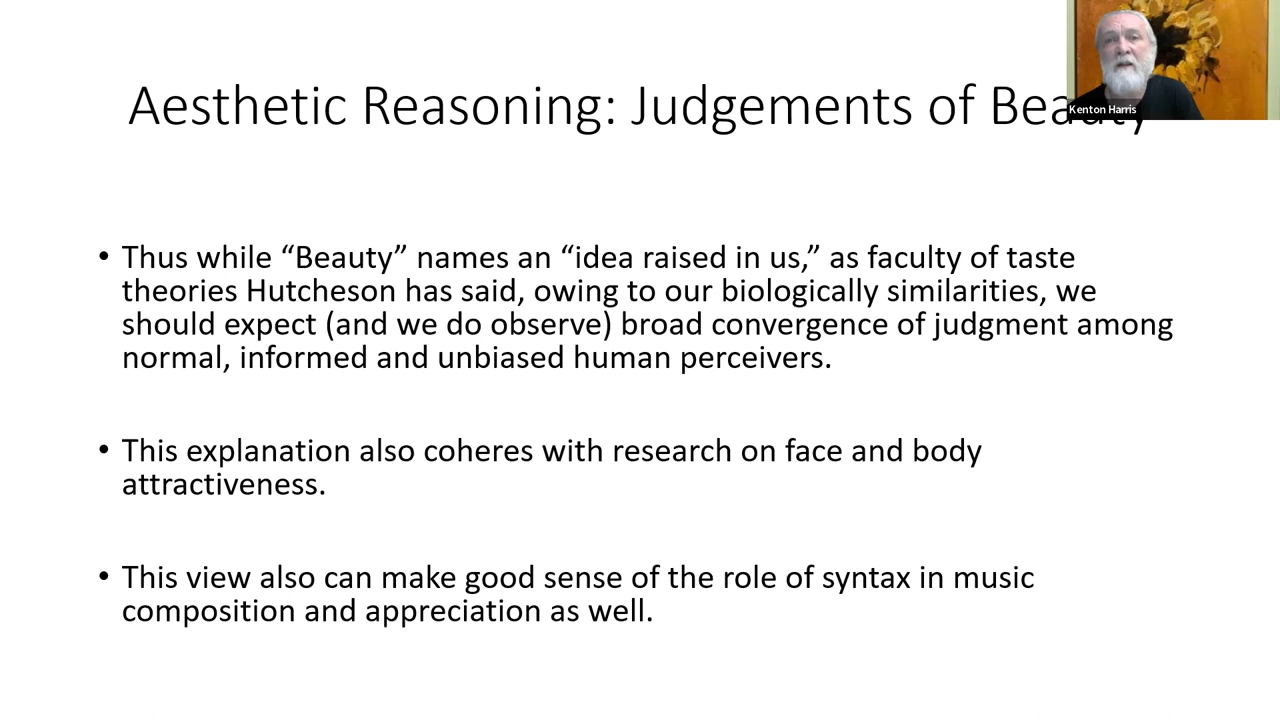 Aesthetic Reasoning: Judgements of Beauty
Kenton Harris
• Thus while “Beauty” names an “idea raised in us,” as faculty of taste
theories Hutcheson has said, owing to our biologically similarities, we
should expect (and we do observe) broad convergence of judgment among
normal, informed and unbiased human perceivers.
• This explanation also coheres with research on face and body
attractiveness.
• This view also can make good sense of the role of syntax in music
composition and appreciation as well.